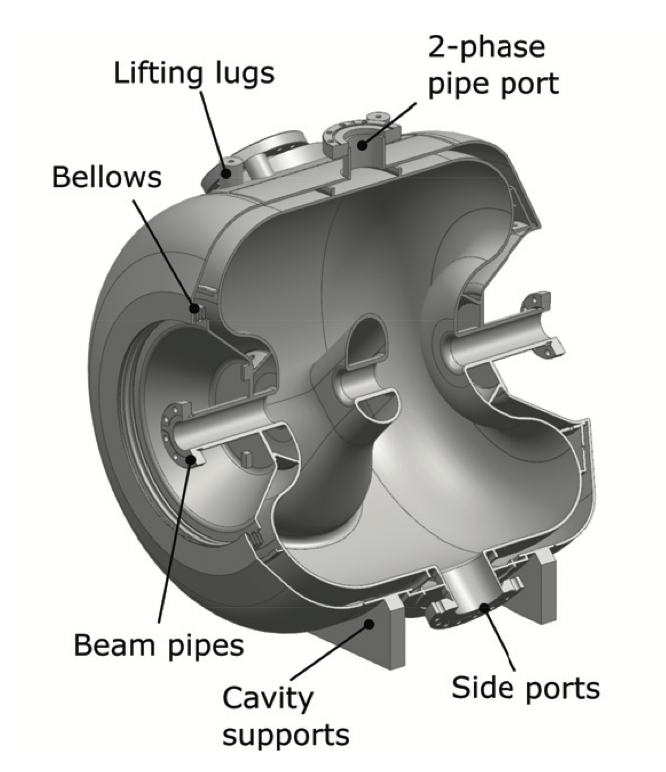 2-phase
pipe port
Lifting lugs
Bellows
Beam pipes
Cavity
supports
Side ports